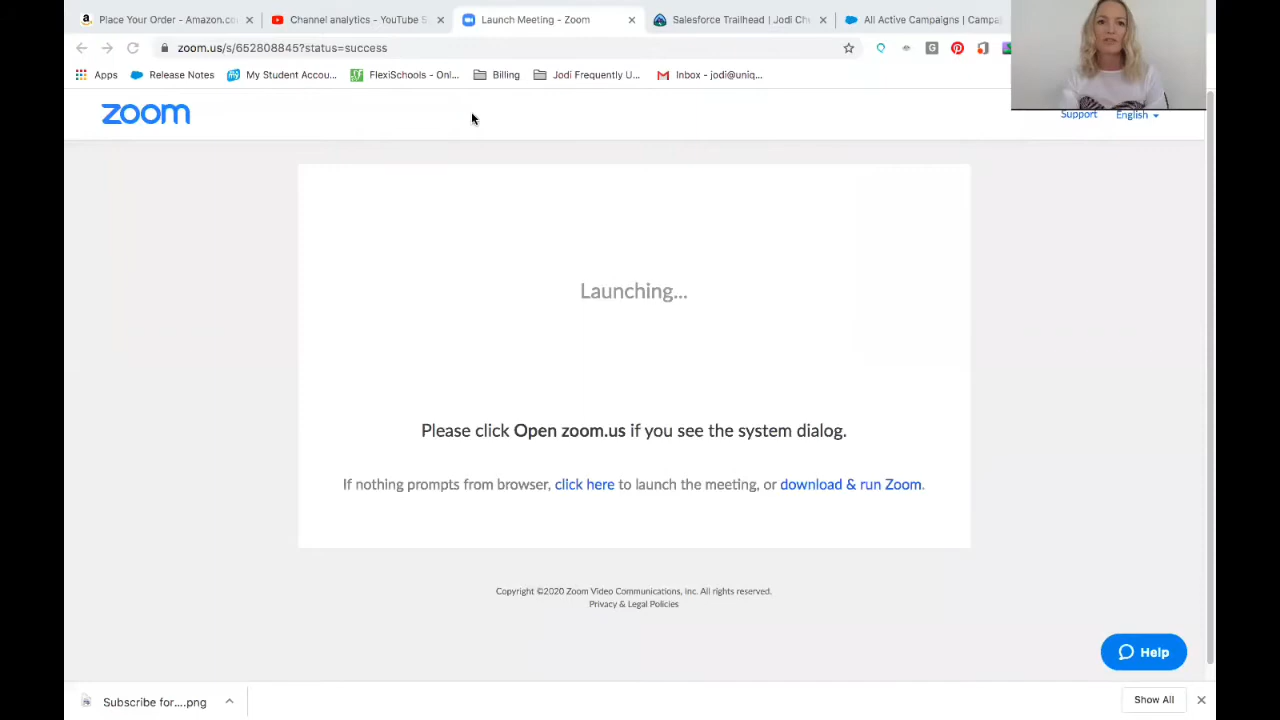 Place Your Order - Amazon.co
Channel analytics - YouTube S
Launch Meeting - Zoom
Salesforce Trailhead | Jodi Ch
All Active Campaigns | Campa
zoom.us/s/652808845?status=success
Apps
Release Notes
My Student Accou...
FlexiSchools - Onl...
Billing
Jodi Frequently U...
Inbox - jodi@uniq...
zoom
Support
English
Launching...
Please click Open zoom.us if you see the system dialog.
If nothing prompts from browser, click here to launch the meeting, or download & run Zoom.
Copyright ©2020 Zoom Video Communications, Inc. All rights reserved.
Privacy & Legal Policies
Help
Subscribe for....png
Show All